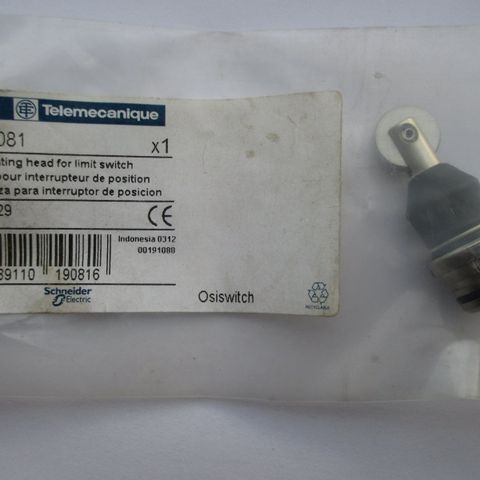 Telemecanique
081 x1
ting head for limit switch
pour interrupteur de position
za para interruptor de posicion
29 CE
Indonesia 0312
00191088
89110 190816
Schneider
Electric
Osiswitch
RECYCLABLE